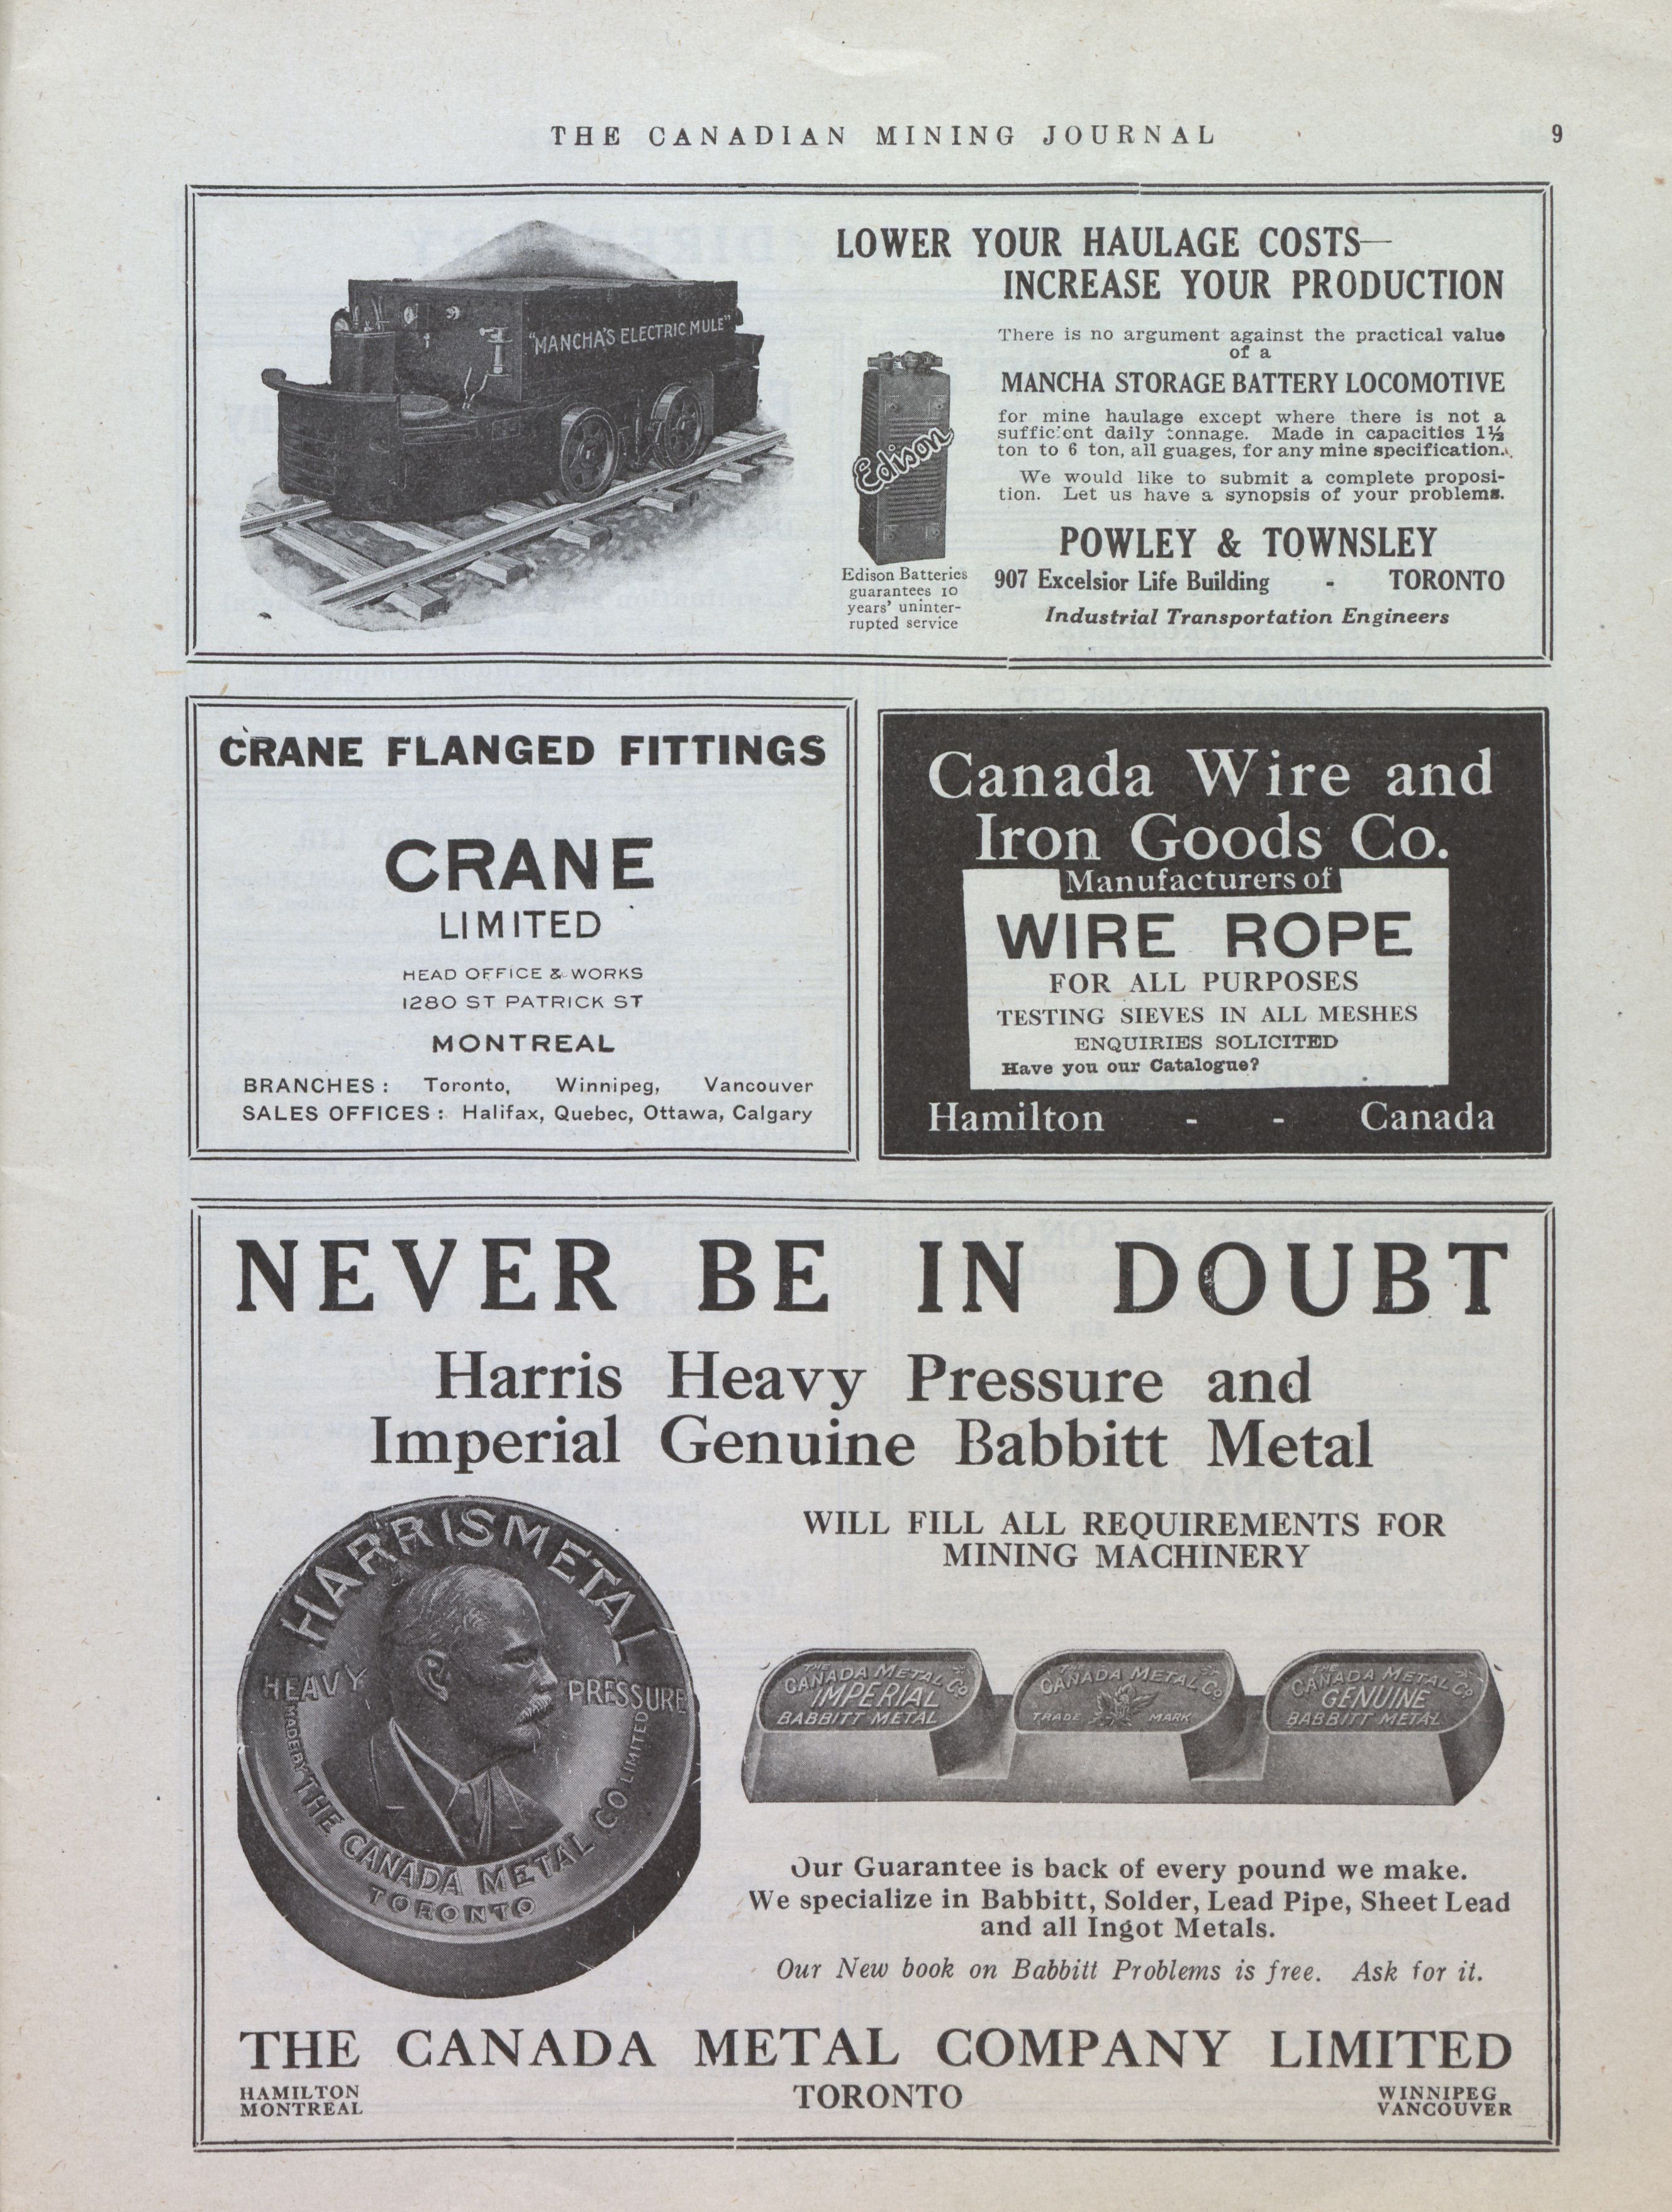 THE CANADIAN MINING JOURNAL
9
"MANCHA'S ELECTRIC MULE"
Edison
Edison Batteries
guarantees 10
years' uninter-
rupted service
LOWER YOUR HAULAGE COSTS—
INCREASE YOUR PRODUCTION
There is no argument against the practical value
of a
MANCHA STORAGE BATTERY LOCOMOTIVE
for mine haulage except where there is not a
sufficient daily tonnage. Made in capacities 1½
ton to 6 ton, all guages, for any mine specification.
We would like to submit a complete proposi-
tion. Let us have a synopsis of your problems.
POWLEY & TOWNSLEY
907 Excelsior Life Building - TORONTO
Industrial Transportation Engineers
CRANE FLANGED FITTINGS
CRANE
LIMITED
HEAD OFFICE & WORKS
1280 ST PATRICK ST
MONTREAL
BRANCHES: Toronto, Winnipeg, Vancouver
SALES OFFICES: Halifax, Quebec, Ottawa, Calgary
Canada Wire and
Iron Goods Co.
Manufacturers of
WIRE ROPE
FOR ALL PURPOSES
TESTING SIEVES IN ALL MESHES
ENQUIRIES SOLICITED
Have you our Catalogue?
Hamilton - - Canada
NEVER BE IN DOUBT
Harris Heavy Pressure and
Imperial Genuine Babbitt Metal
HARRISMETAL
HEAVY PRESSURE
MADE BY THE CANADA METAL CO LIMITED
TORONTO
WILL FILL ALL REQUIREMENTS FOR
MINING MACHINERY
THE
CANADA METAL Co
IMPERIAL
BABBITT METAL
THE
CANADA METAL Co
TRADE MARK
THE
CANADA METAL Co
GENUINE
BABBITT METAL
Our Guarantee is back of every pound we make.
We specialize in Babbitt, Solder, Lead Pipe, Sheet Lead
and all Ingot Metals.
Our New book on Babbitt Problems is free. Ask for it.
THE CANADA METAL COMPANY LIMITED
HAMILTON
MONTREAL
TORONTO
WINNIPEG
VANCOUVER